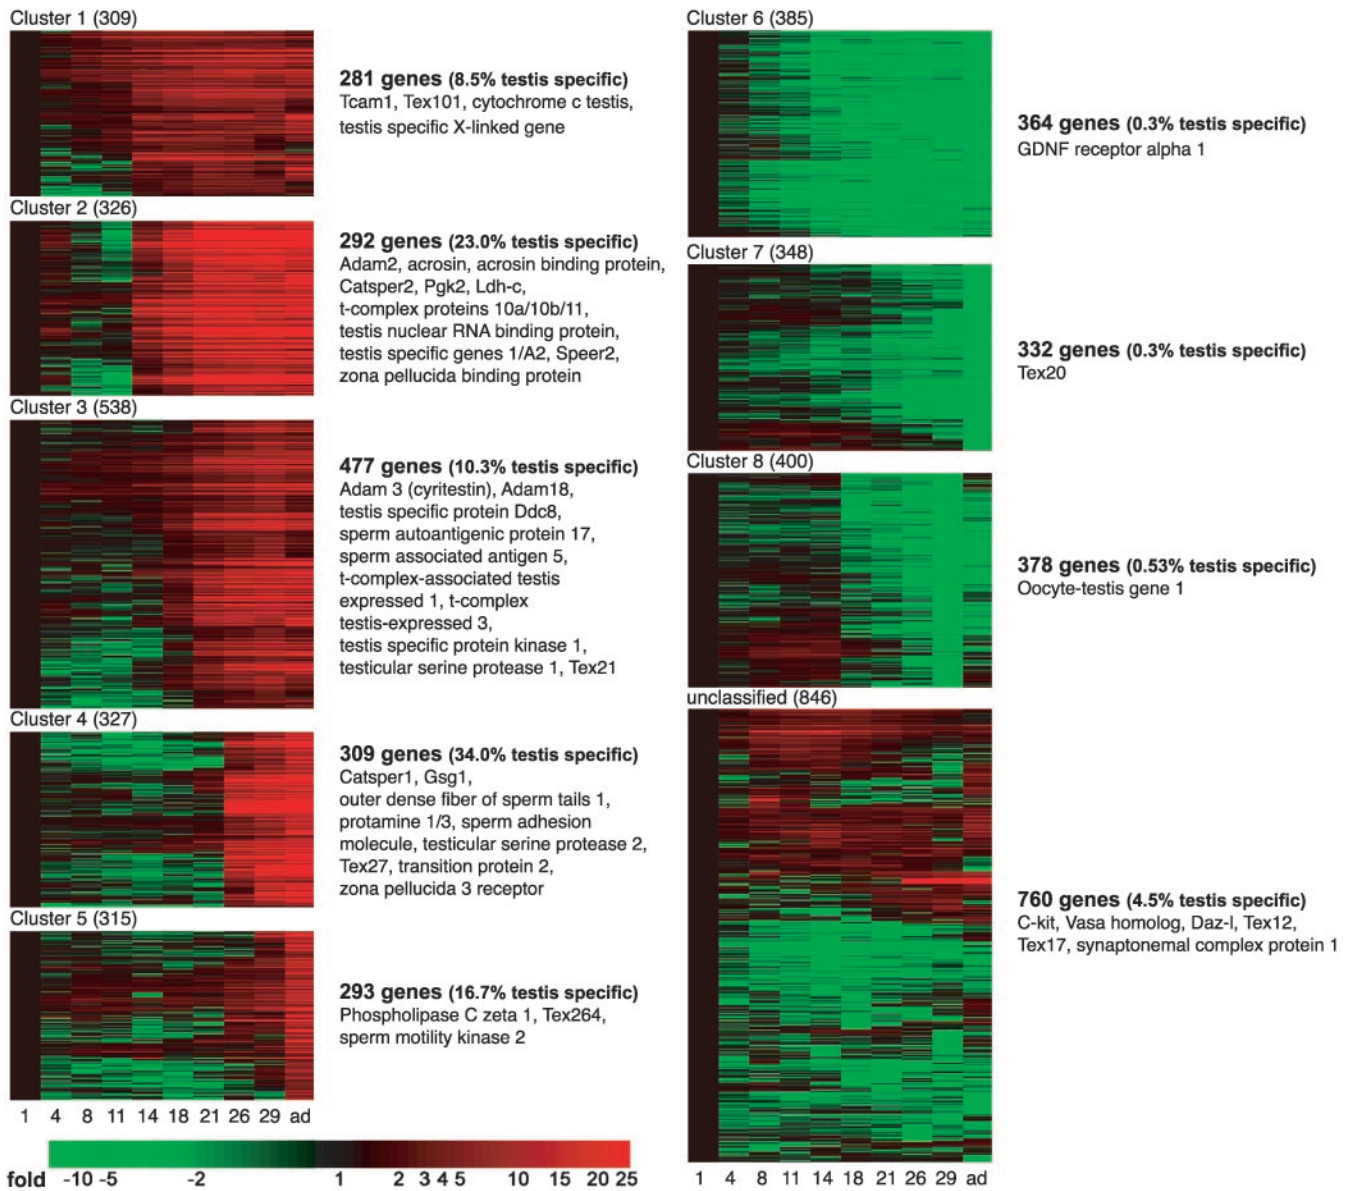 Cluster 1 (309)
281 genes (8.5% testis specific)
Tcam1, Tex101, cytochrome c testis,
testis specific X-linked gene
Cluster 2 (326)
292 genes (23.0% testis specific)
Adam2, acrosin, acrosin binding protein,
Catsper2, Pgk2, Ldh-c,
t-complex proteins 10a/10b/11,
testis nuclear RNA binding protein,
testis specific genes 1/A2, Speer2,
zona pellucida binding protein
Cluster 3 (538)
477 genes (10.3% testis specific)
Adam 3 (cyritestin), Adam18,
testis specific protein Ddc8,
sperm autoantigenic protein 17,
sperm associated antigen 5,
t-complex-associated testis
expressed 1, t-complex
testis-expressed 3,
testis specific protein kinase 1,
testicular serine protease 1, Tex21
Cluster 4 (327)
309 genes (34.0% testis specific)
Catsper1, Gsg1,
outer dense fiber of sperm tails 1,
protamine 1/3, sperm adhesion
molecule, testicular serine protease 2,
Tex27, transition protein 2,
zona pellucida 3 receptor
Cluster 5 (315)
293 genes (16.7% testis specific)
Phospholipase C zeta 1, Tex264,
sperm motility kinase 2
1 4 8 11 14 18 21 26 29 ad
fold -10 -5 -2 1 2 3 4 5 10 15 20 25
Cluster 6 (385)
364 genes (0.3% testis specific)
GDNF receptor alpha 1
Cluster 7 (348)
332 genes (0.3% testis specific)
Tex20
Cluster 8 (400)
378 genes (0.53% testis specific)
Oocyte-testis gene 1
unclassified (846)
760 genes (4.5% testis specific)
C-kit, Vasa homolog, Daz-l, Tex12,
Tex17, synaptonemal complex protein 1
1 4 8 11 14 18 21 26 29 ad